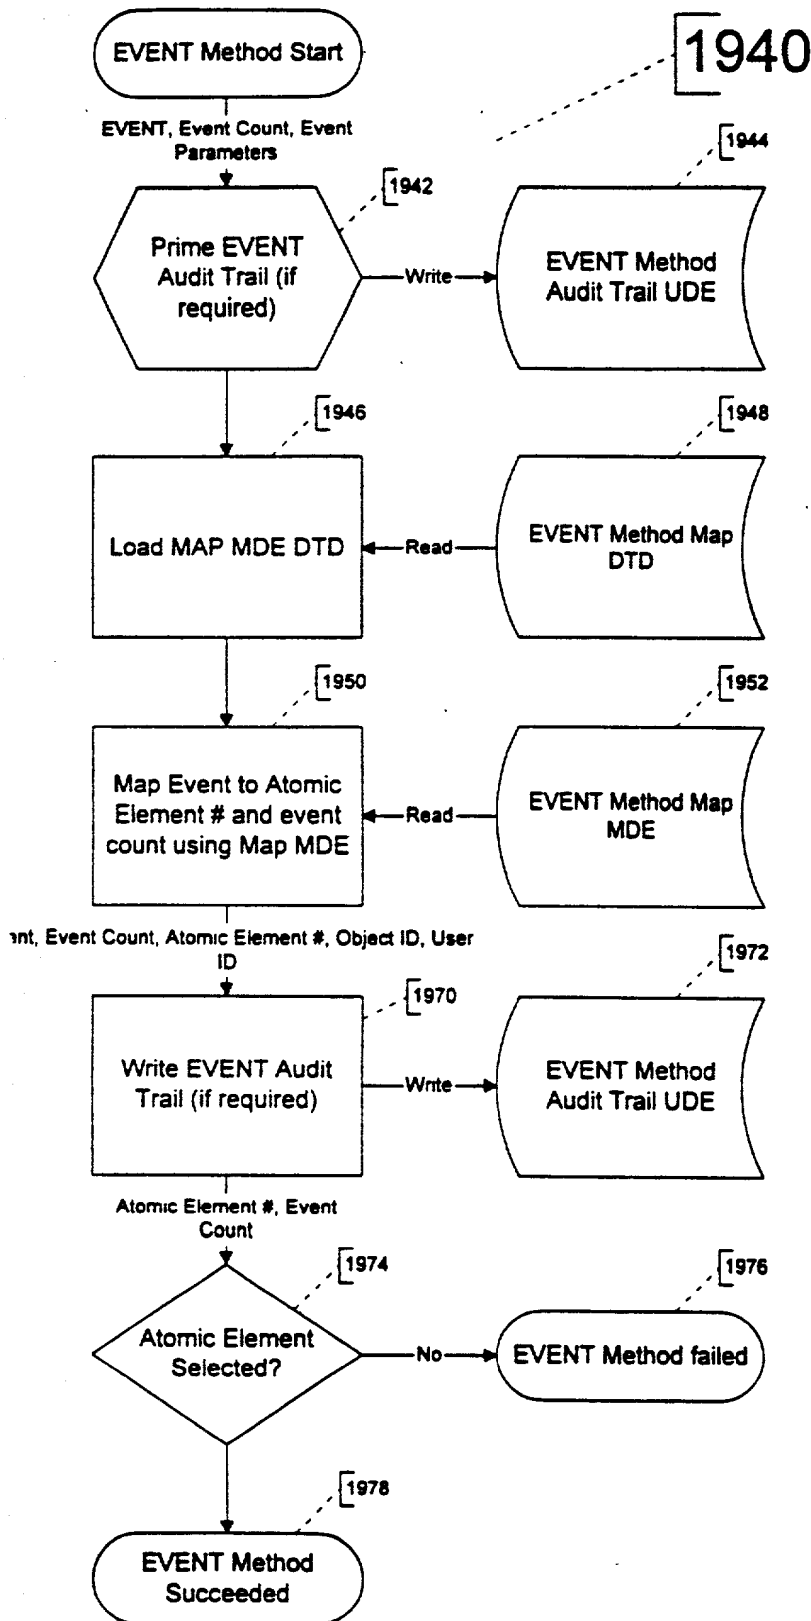 EVENT Method Start
1940
EVENT, Event Count, Event
Parameters
1942
1944
Prime EVENT
Audit Trail (if
required)
Write
EVENT Method
Audit Trail UDE
1946
1948
Load MAP MDE DTD
Read
EVENT Method Map
DTD
1950
1952
Map Event to Atomic
Element # and event
count using Map MDE
Read
EVENT Method Map
MDE
Event Count, Atomic Element #, Object ID, User
ID
1970
1972
Write EVENT Audit
Trail (if required)
Write
EVENT Method
Audit Trail UDE
Atomic Element #, Event
Count
1974
1976
Atomic Element
Selected?
No
EVENT Method failed
1978
EVENT Method
Succeeded